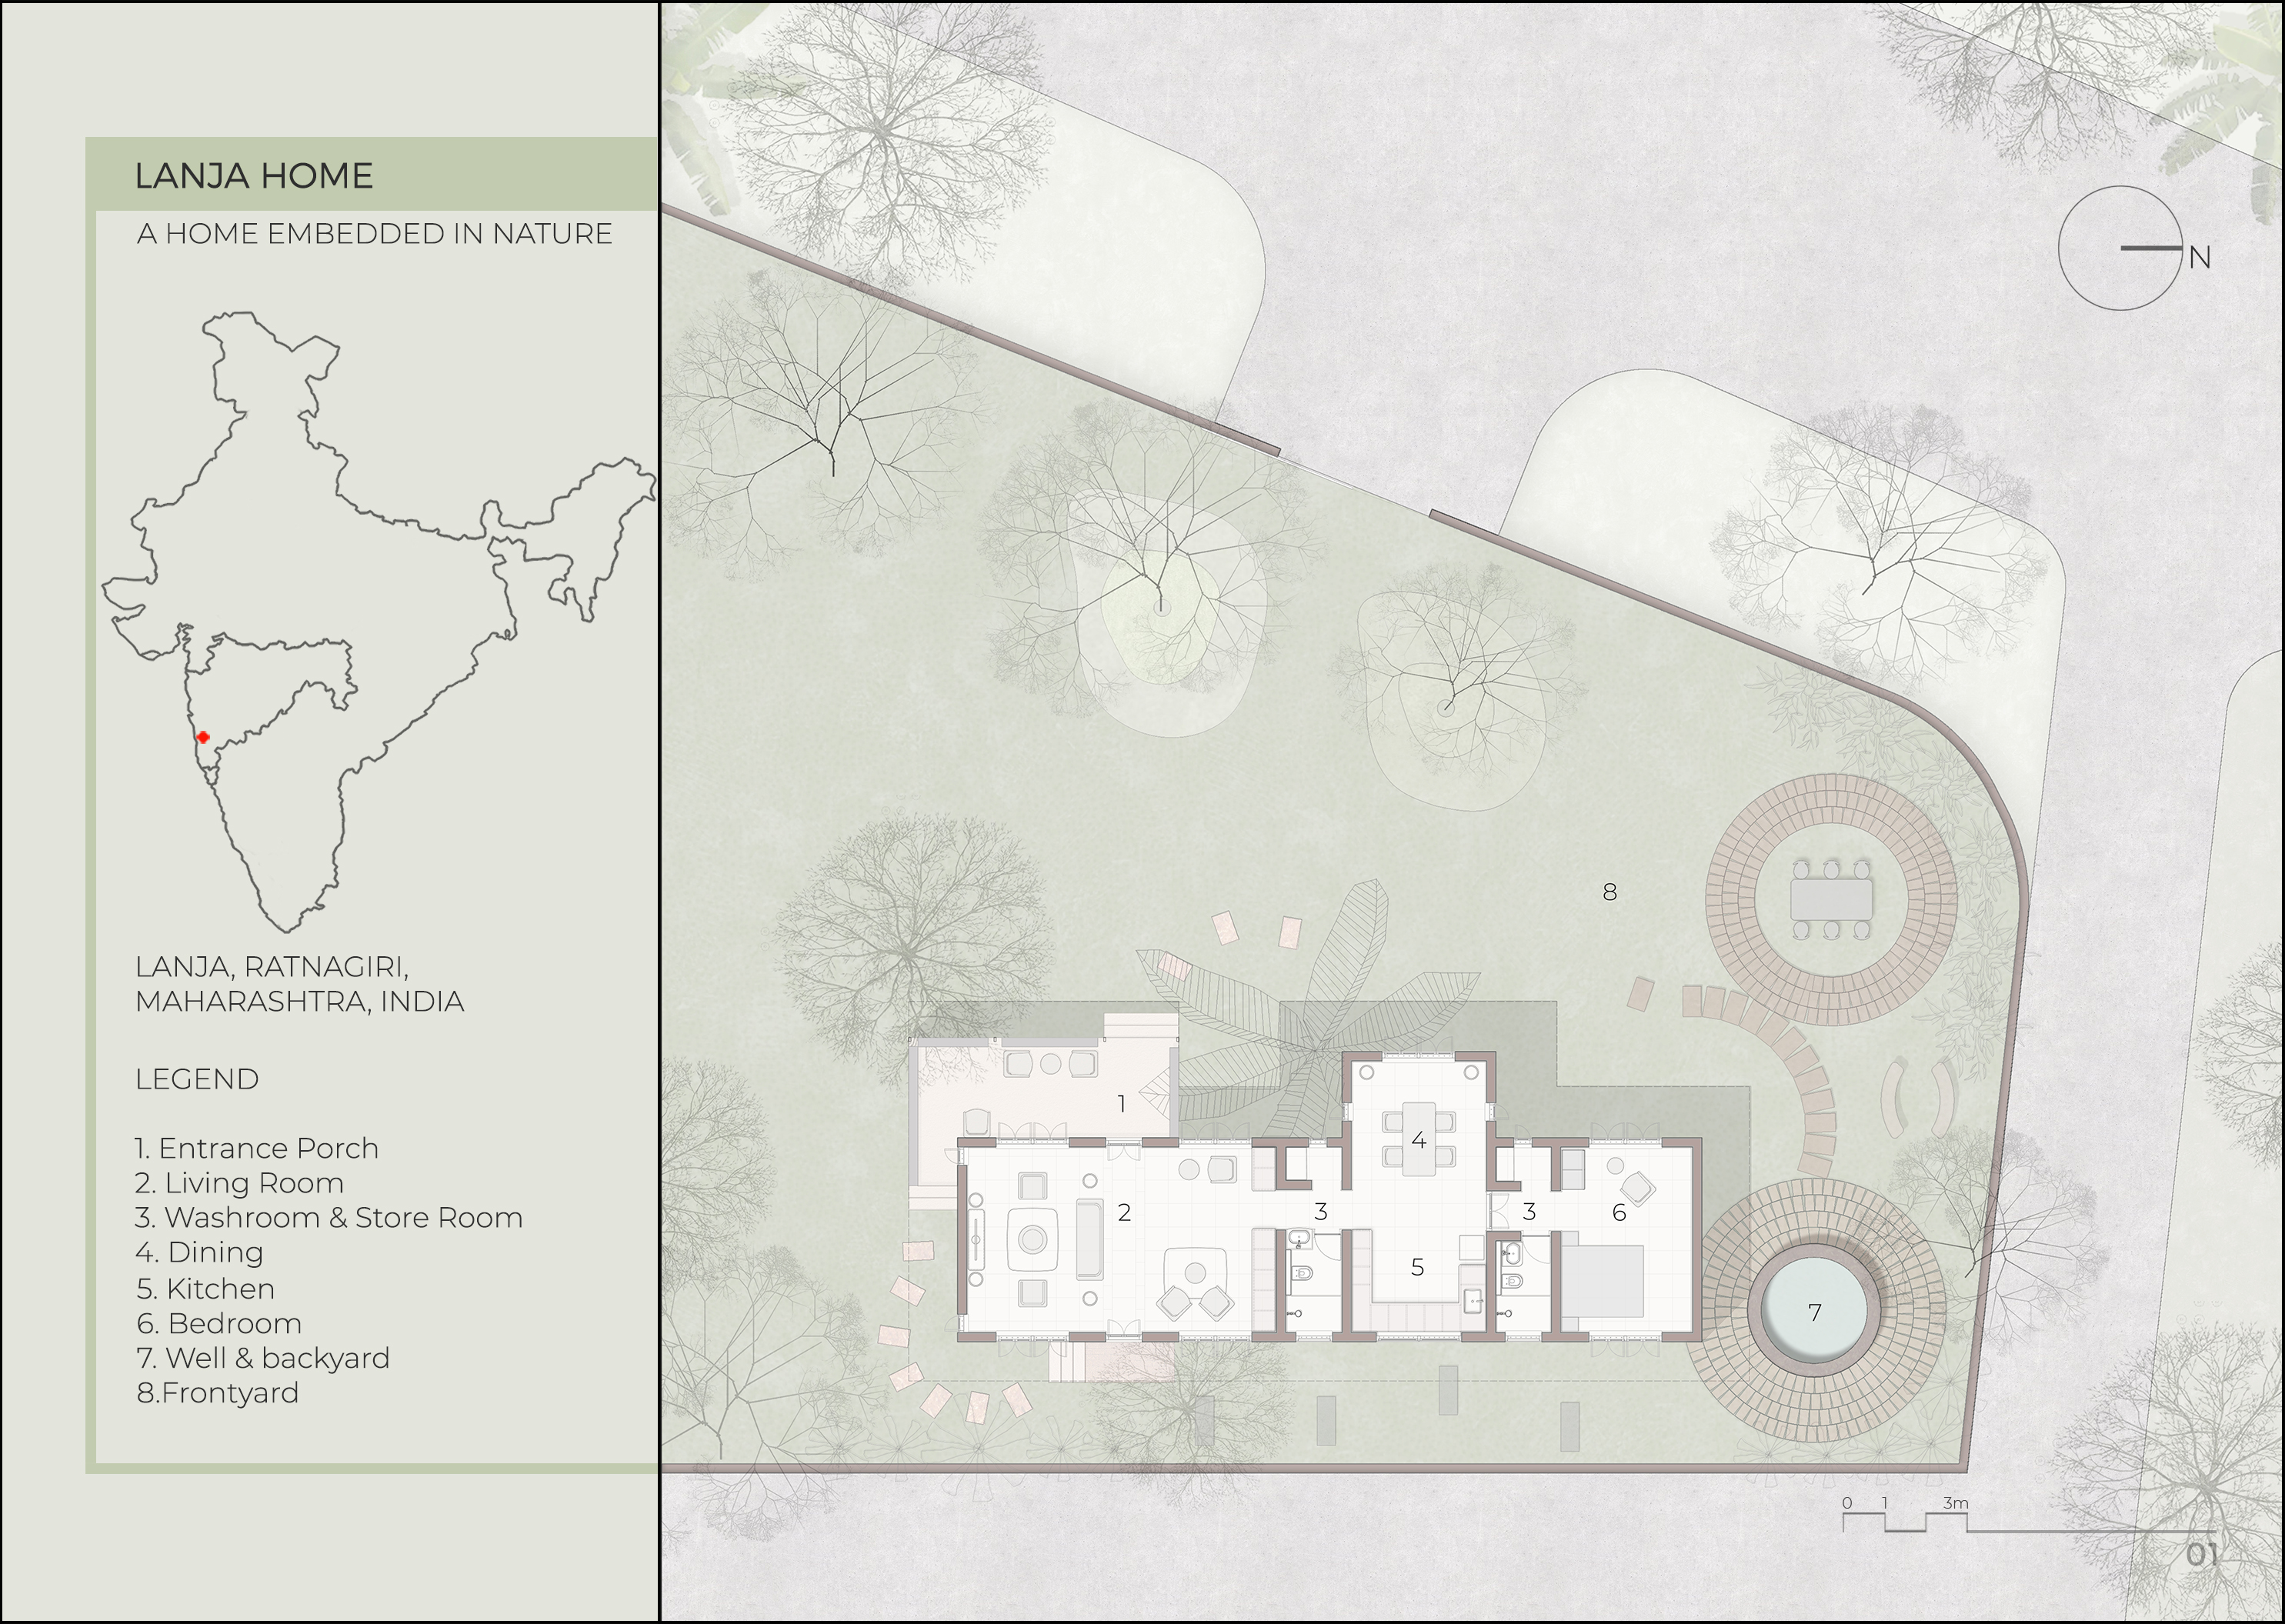 LANJA HOME
A HOME EMBEDDED IN NATURE
LANJA, RATNAGIRI,
MAHARASHTRA, INDIA
LEGEND
1. Entrance Porch
2. Living Room
3. Washroom & Store Room
4. Dining
5. Kitchen
6. Bedroom
7. Well & backyard
8.Frontyard
N
8
1
4
2
3
3
6
5
7
0 1 3m
01